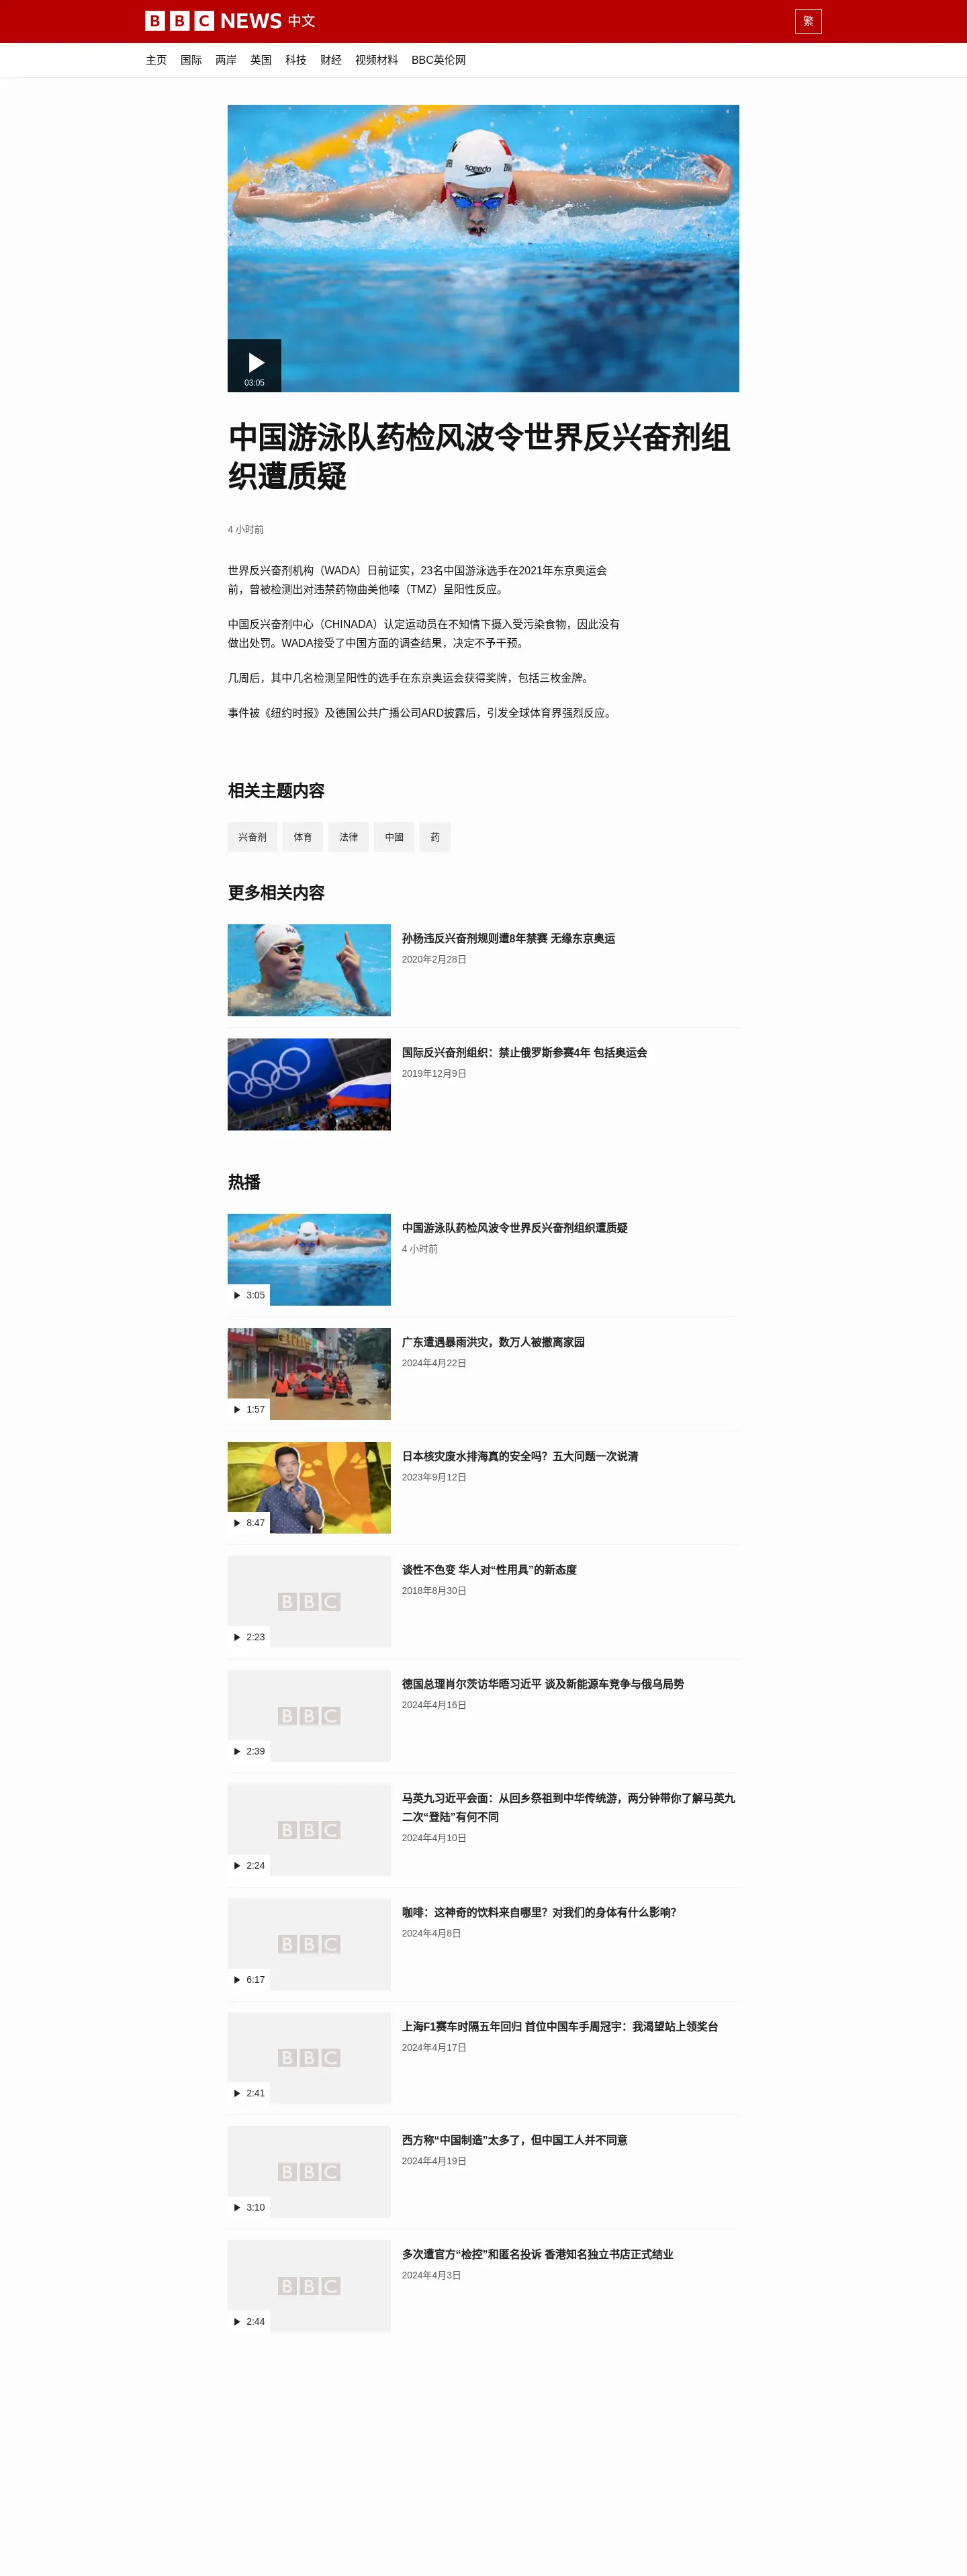 BBC NEWS 中文
繁
主页 国际 两岸 英国 科技 财经 视频材料 BBC英伦网
speedo
03:05
中国游泳队药检风波令世界反兴奋剂组
织遭质疑
4 小时前
世界反兴奋剂机构（WADA）日前证实，23名中国游泳选手在2021年东京奥运会
前，曾被检测出对违禁药物曲美他嗪（TMZ）呈阳性反应。
中国反兴奋剂中心（CHINADA）认定运动员在不知情下摄入受污染食物，因此没有
做出处罚。WADA接受了中国方面的调查结果，决定不予干预。
几周后，其中几名检测呈阳性的选手在东京奥运会获得奖牌，包括三枚金牌。
事件被《纽约时报》及德国公共广播公司ARD披露后，引发全球体育界强烈反应。
相关主题内容
兴奋剂 体育 法律 中國 药
更多相关内容
孙杨违反兴奋剂规则遭8年禁赛 无缘东京奥运
2020年2月28日
国际反兴奋剂组织：禁止俄罗斯参赛4年 包括奥运会
2019年12月9日
热播
中国游泳队药检风波令世界反兴奋剂组织遭质疑
4 小时前
3:05
广东遭遇暴雨洪灾，数万人被撤离家园
2024年4月22日
1:57
日本核灾废水排海真的安全吗？五大问题一次说清
2023年9月12日
8:47
谈性不色变 华人对“性用具”的新态度
2018年8月30日
BBC
2:23
德国总理肖尔茨访华晤习近平 谈及新能源车竞争与俄乌局势
2024年4月16日
BBC
2:39
马英九习近平会面：从回乡祭祖到中华传统游，两分钟带你了解马英九
二次“登陆”有何不同
2024年4月10日
BBC
2:24
咖啡：这神奇的饮料来自哪里？对我们的身体有什么影响？
2024年4月8日
BBC
6:17
上海F1赛车时隔五年回归 首位中国车手周冠宇：我渴望站上领奖台
2024年4月17日
BBC
2:41
西方称“中国制造”太多了，但中国工人并不同意
2024年4月19日
BBC
3:10
多次遭官方“检控”和匿名投诉 香港知名独立书店正式结业
2024年4月3日
BBC
2:44